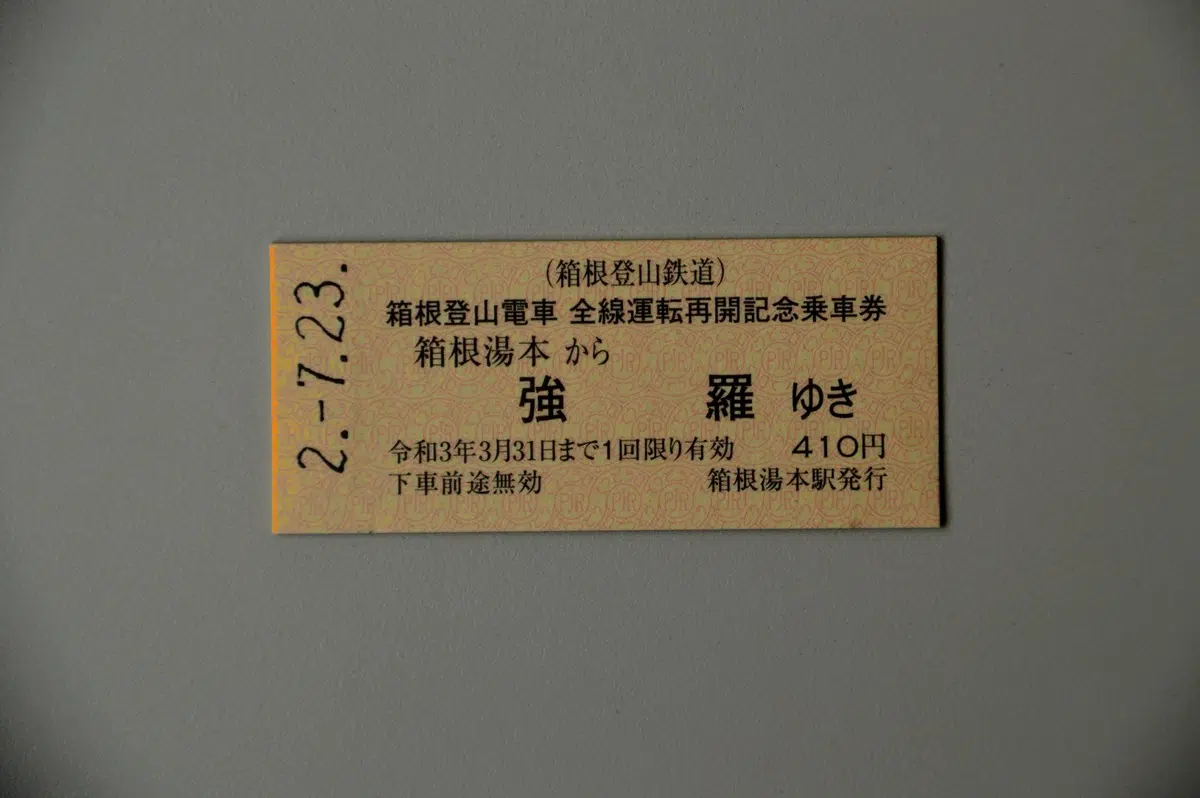 2.-7.23.
(箱根登山鉄道)
箱根登山電車 全線運転再開記念乗車券
箱根湯本 から
強 羅 ゆき
令和3年3月31日まで1回限り有効 410円
下車前途無効 箱根湯本駅発行